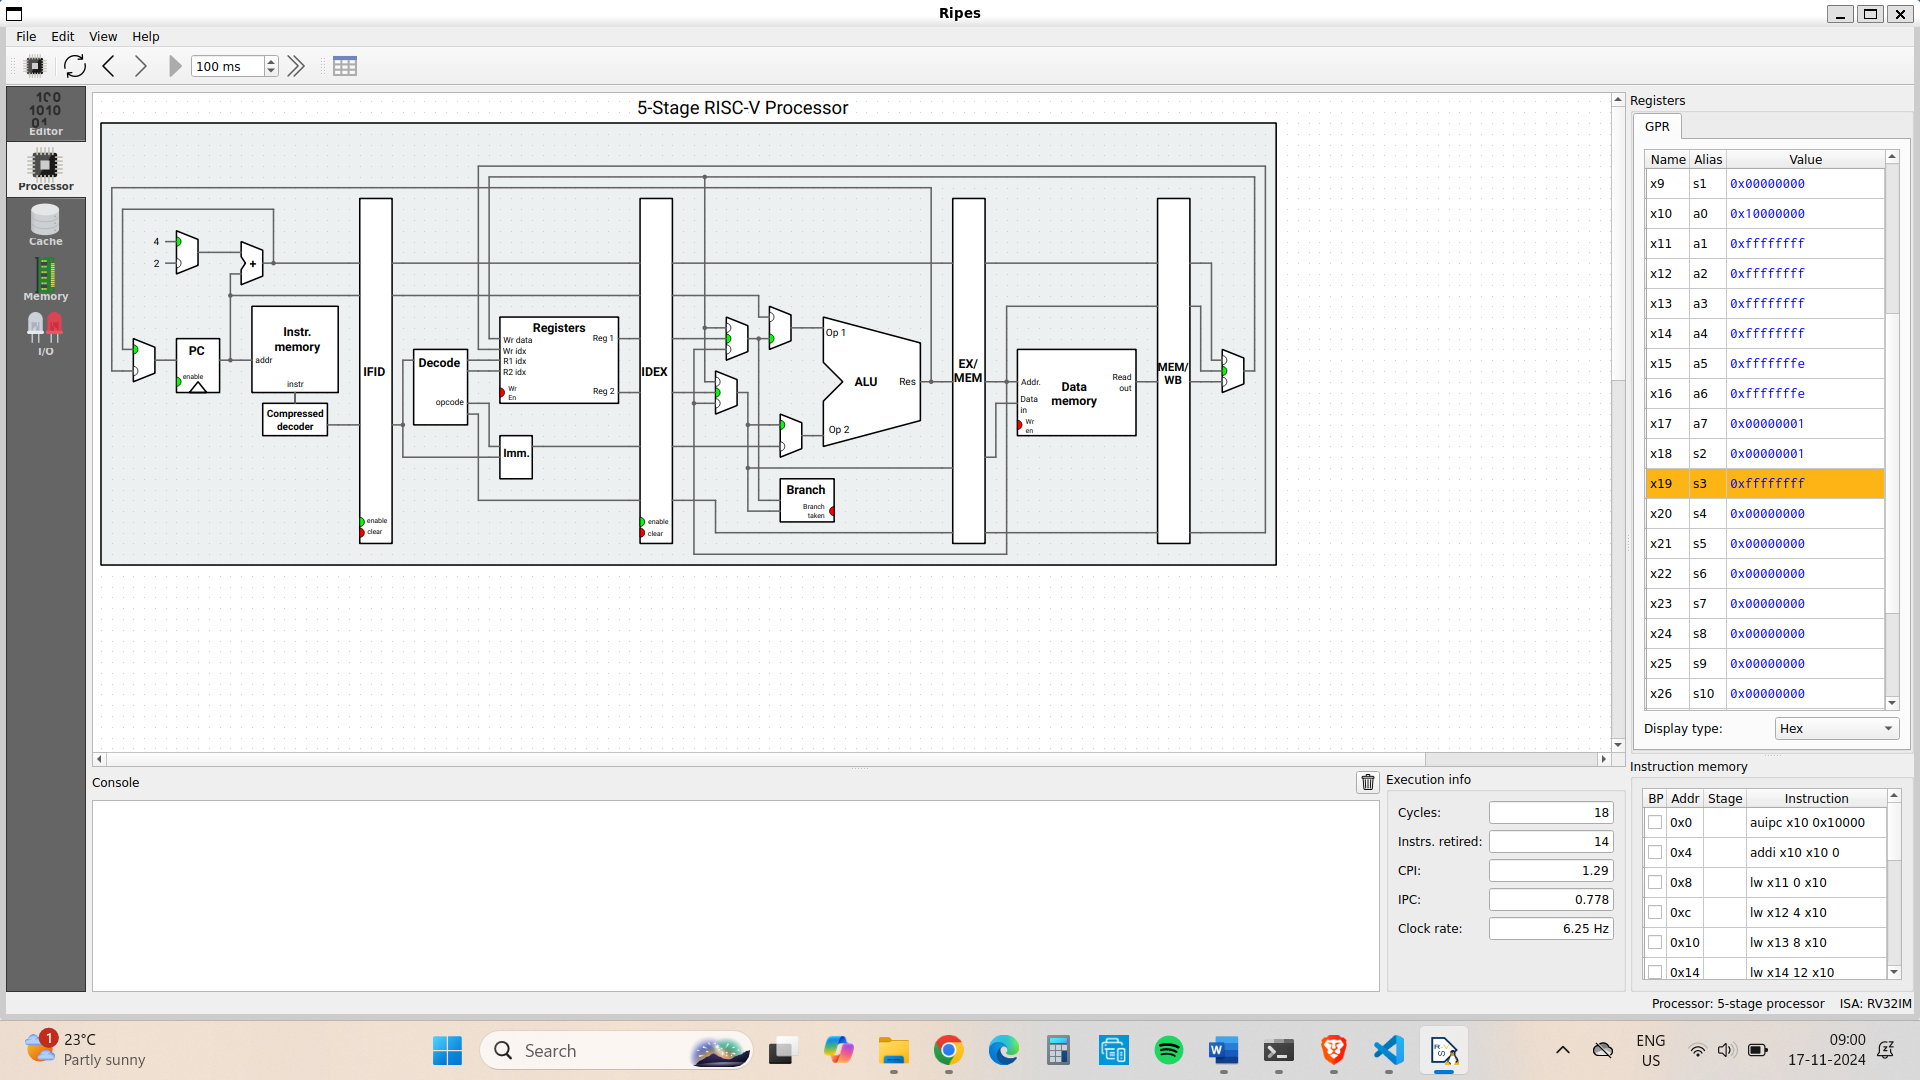 Ripes
File Edit View Help
100 ms
100
1010
01
Editor
Processor
Cache
Memory
I/O
5-Stage RISC-V Processor
4
2
+
PC
enable
Instr.
memory
addr
instr
Compressed
decoder
IFID
enable
clear
Decode
opcode
Registers
Wr data
Wr idx
R1 idx
R2 idx
Wr
En
Reg 1
Reg 2
Imm.
IDEX
enable
clear
Op 1
ALU
Res
Op 2
Branch
Branch
taken
EX/
MEM
Addr.
Data
in
Wr
en
Data
memory
Read
out
MEM/
WB
Registers
GPR
Name Alias Value
x9 s1 0x00000000
x10 a0 0x10000000
x11 a1 0xffffffff
x12 a2 0xffffffff
x13 a3 0xffffffff
x14 a4 0xffffffff
x15 a5 0xfffffffe
x16 a6 0xfffffffe
x17 a7 0x00000001
x18 s2 0x00000001
x19 s3 0xffffffff
x20 s4 0x00000000
x21 s5 0x00000000
x22 s6 0x00000000
x23 s7 0x00000000
x24 s8 0x00000000
x25 s9 0x00000000
x26 s10 0x00000000
Display type: Hex
Console
Execution info
Cycles: 18
Instrs. retired: 14
CPI: 1.29
IPC: 0.778
Clock rate: 6.25 Hz
Instruction memory
BP Addr Stage Instruction
0x0 auipc x10 0x10000
0x4 addi x10 x10 0
0x8 lw x11 0 x10
0xc lw x12 4 x10
0x10 lw x13 8 x10
0x14 lw x14 12 x10
Processor: 5-stage processor ISA: RV32IM
1
23°C
Partly sunny
Search
ENG
US
09:00
17-11-2024